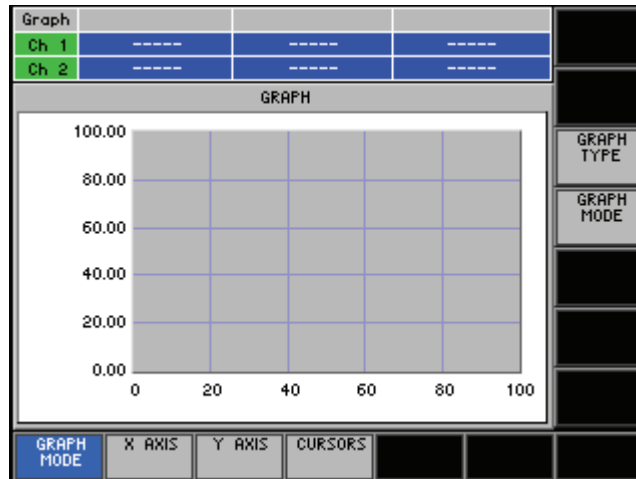 Graph
Ch 1 ----- ----- -----
Ch 2 ----- ----- -----
GRAPH
100.00
80.00
60.00
40.00
20.00
0.00
0 20 40 60 80 100
GRAPH
TYPE
GRAPH
MODE
GRAPH
MODE
X AXIS
Y AXIS
CURSORS